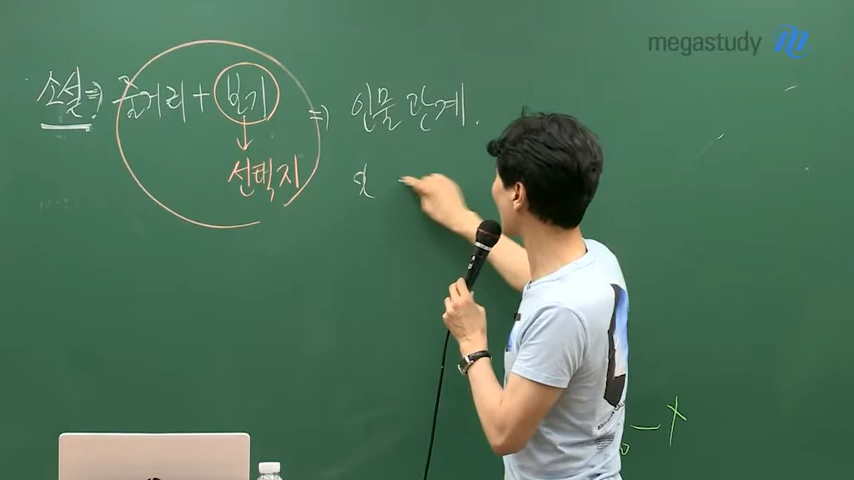 megastudy
소설 ⇒ 줄거리 + 보기 ⇒ 인물 관계.
↓
선택지